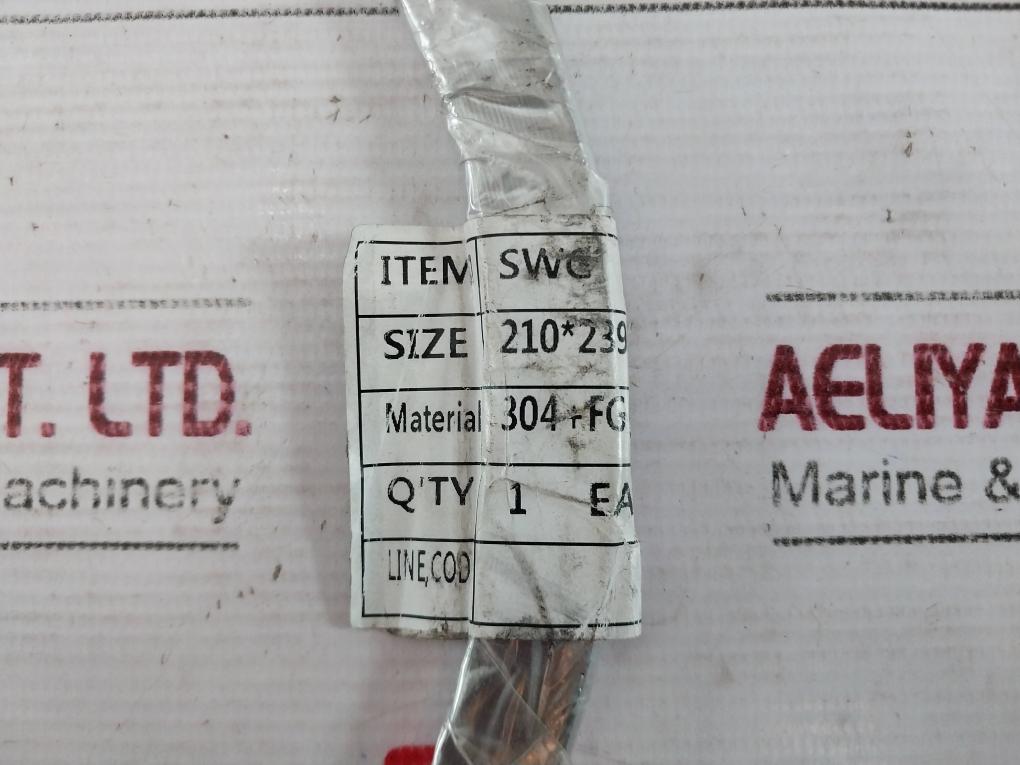 ITEM SWG
SIZE 210*239
Material 304+FG
Q'TY 1 EA
LINE,COD
T. LTD.
achinery
AELIYA
Marine &